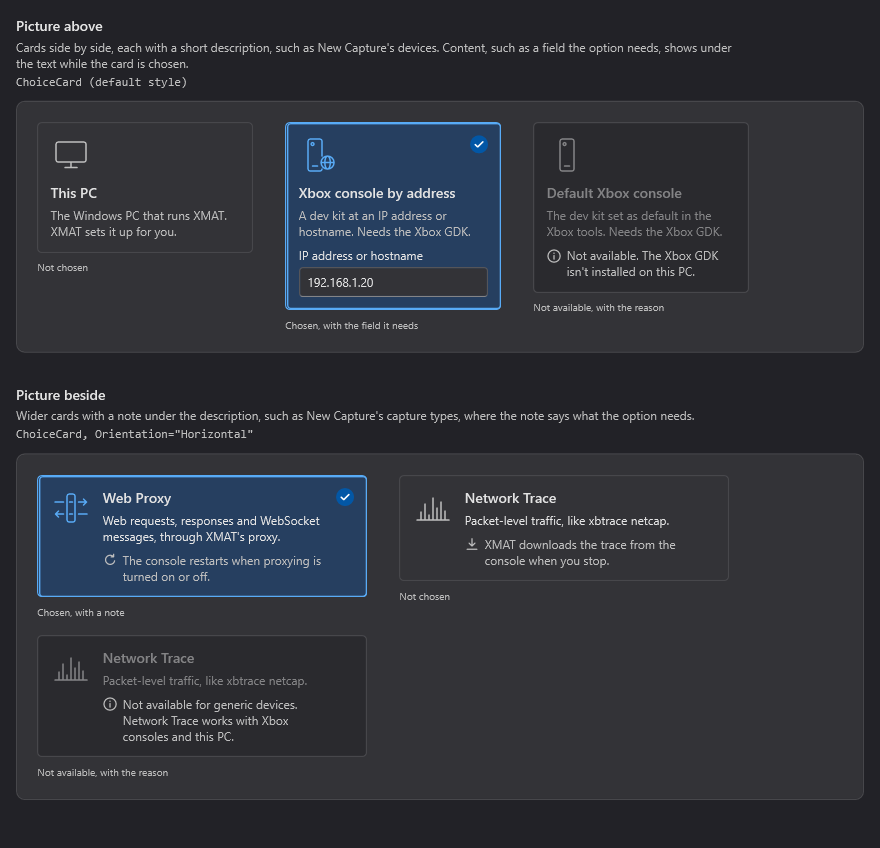 Picture above
Cards side by side, each with a short description, such as New Capture's devices. Content, such as a field the option needs, shows under
the text while the card is chosen.
ChoiceCard (default style)
This PC
The Windows PC that runs XMAT.
XMAT sets it up for you.
Not chosen
Xbox console by address
A dev kit at an IP address or
hostname. Needs the Xbox GDK.
IP address or hostname
192.168.1.20
Chosen, with the field it needs
Default Xbox console
The dev kit set as default in the
Xbox tools. Needs the Xbox GDK.
Not available. The Xbox GDK
isn't installed on this PC.
Not available, with the reason
Picture beside
Wider cards with a note under the description, such as New Capture's capture types, where the note says what the option needs.
ChoiceCard, Orientation="Horizontal"
Web Proxy
Web requests, responses and WebSocket
messages, through XMAT's proxy.
The console restarts when proxying is
turned on or off.
Chosen, with a note
Network Trace
Packet-level traffic, like xbtrace netcap.
XMAT downloads the trace from the
console when you stop.
Not chosen
Network Trace
Packet-level traffic, like xbtrace netcap.
Not available for generic devices.
Network Trace works with Xbox
consoles and this PC.
Not available, with the reason